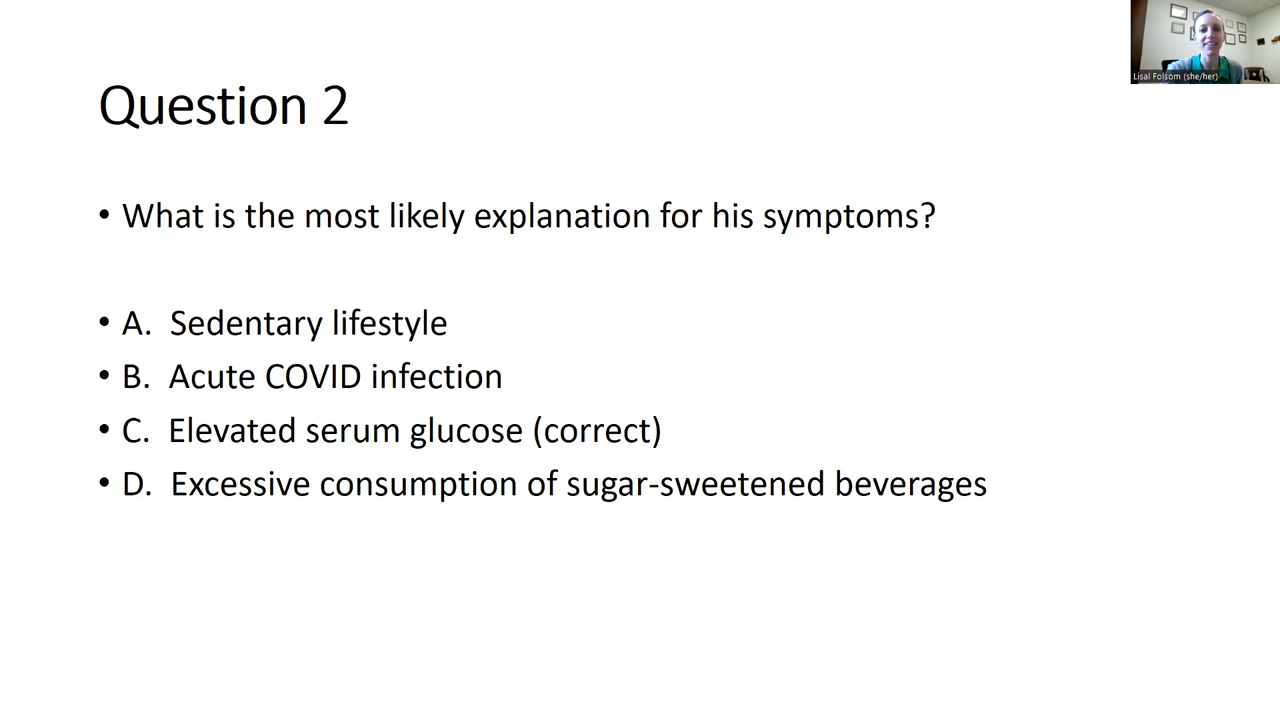 Lisal Folsom (she/her)
Question 2
• What is the most likely explanation for his symptoms?
• A. Sedentary lifestyle
• B. Acute COVID infection
• C. Elevated serum glucose (correct)
• D. Excessive consumption of sugar-sweetened beverages